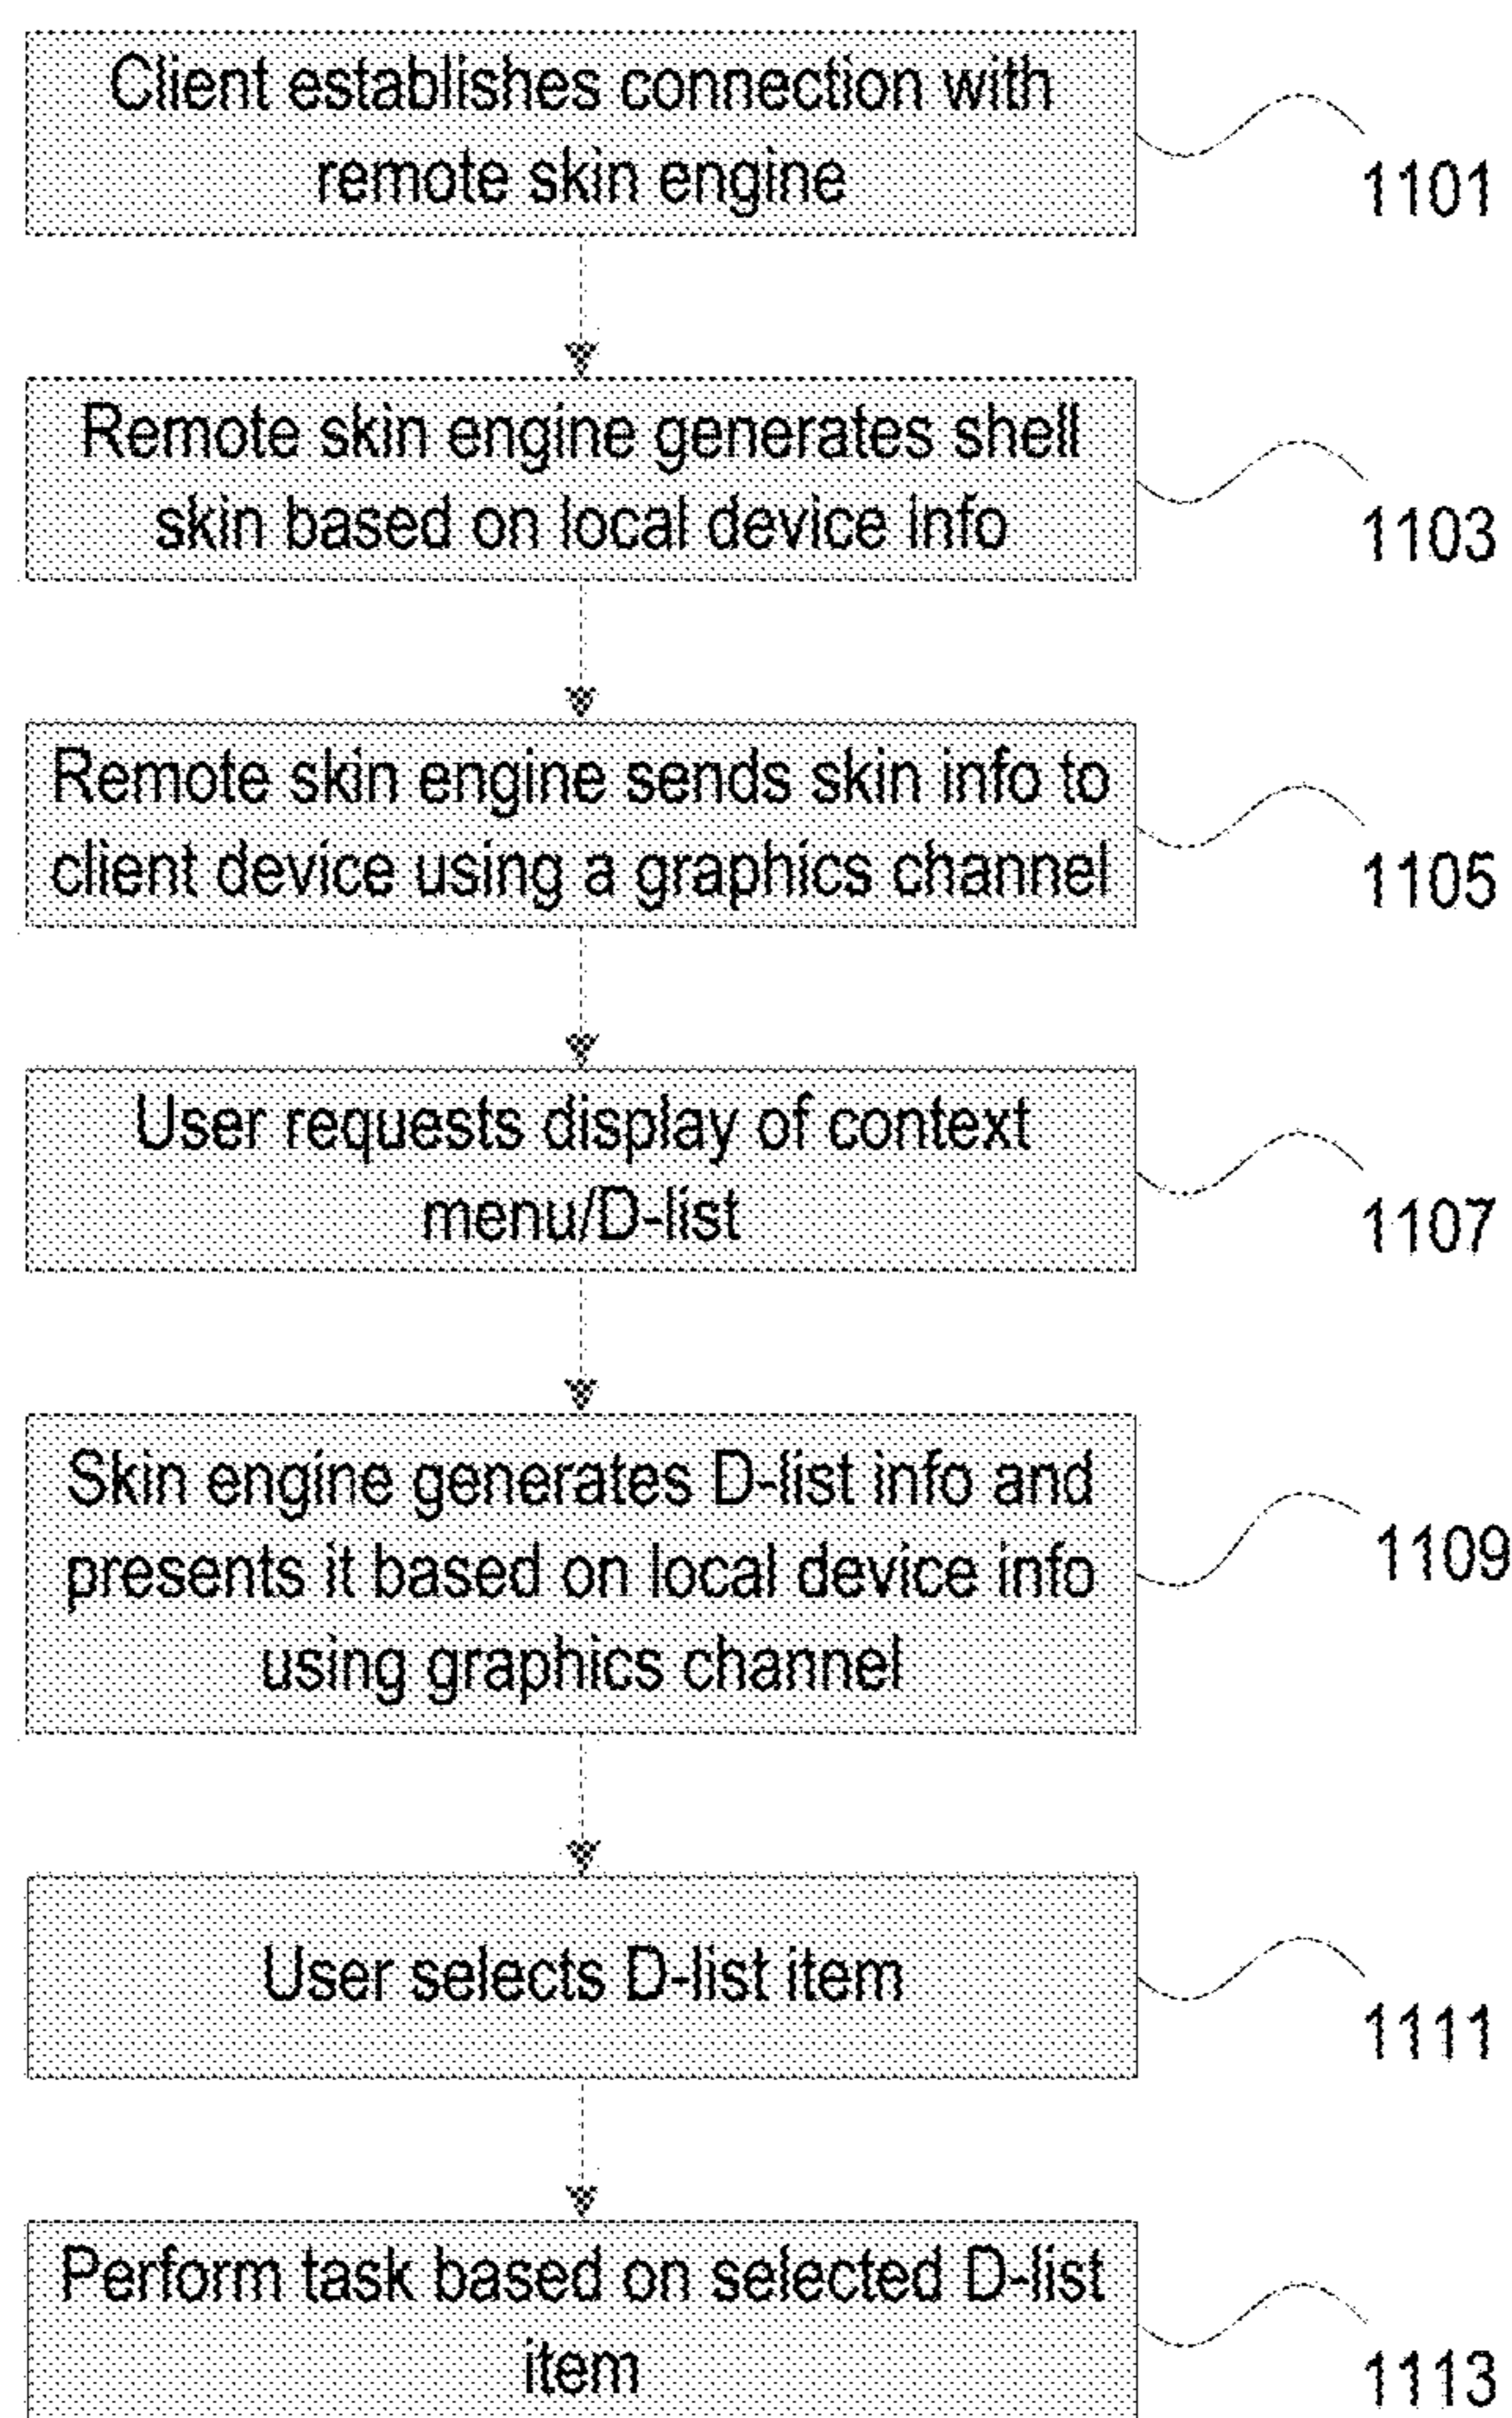 Client establishes connection with
remote skin engine
1101
Remote skin engine generates shell
skin based on local device info
1103
Remote skin engine sends skin info to
client device using a graphics channel
1105
User requests display of context
menu/D-list
1107
Skin engine generates D-list info and
presents it based on local device info
using graphics channel
1109
User selects D-list item
1111
Perform task based on selected D-list
item
1113